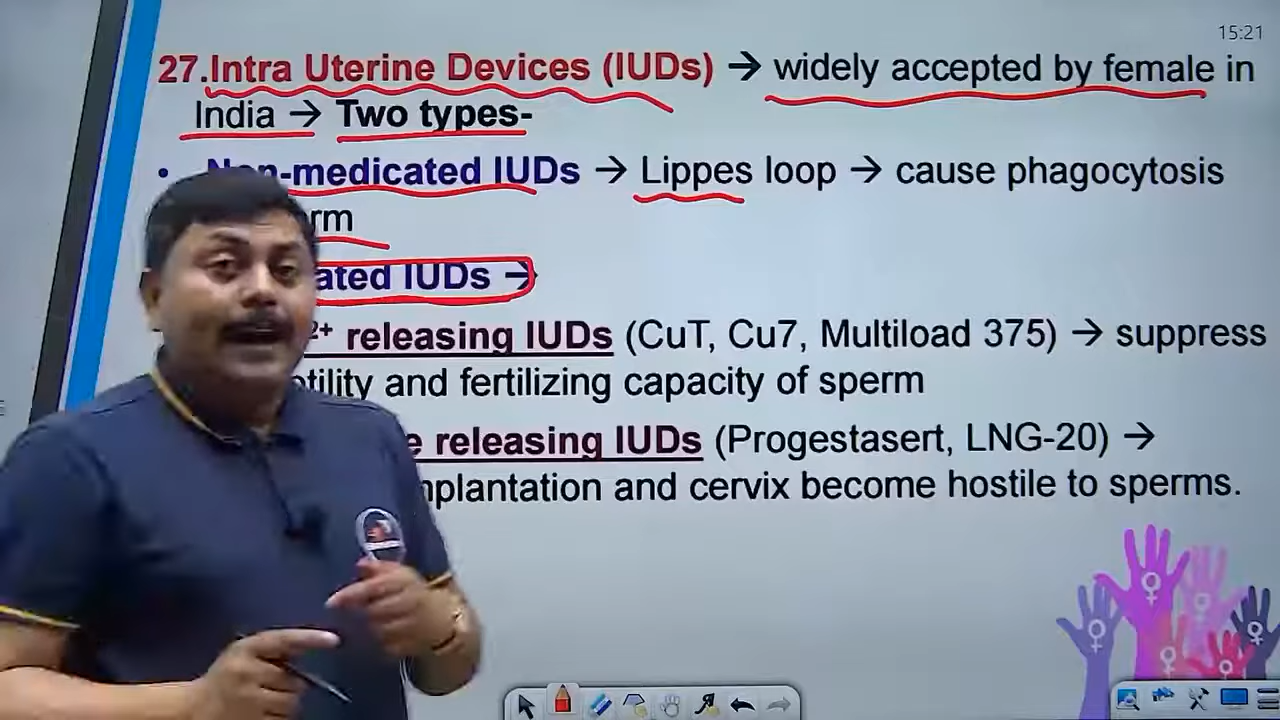 15:21
27.Intra Uterine Devices (IUDs) → widely accepted by female in
India → Two types-
• Non-medicated IUDs → Lippes loop → cause phagocytosis
rm
ated IUDs →
2+ releasing IUDs (CuT, Cu7, Multiload 375) → suppress
otility and fertilizing capacity of sperm
e releasing IUDs (Progestasert, LNG-20) →
mplantation and cervix become hostile to sperms.